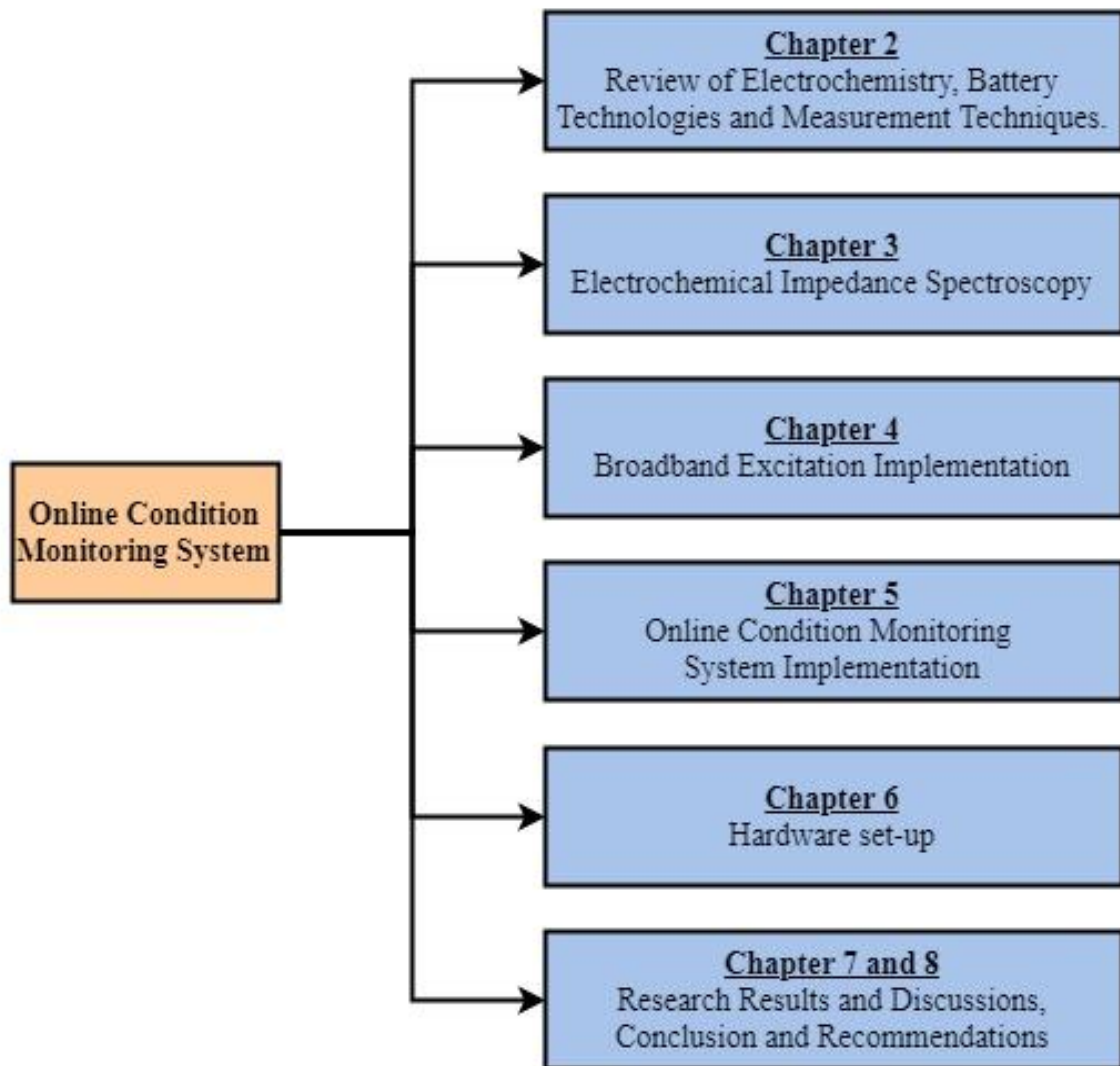 Chapter 2
Review of Electrochemistry, Battery
Technologies and Measurement Techniques.
Chapter 3
Electrochemical Impedance Spectroscopy
Chapter 4
Broadband Excitation Implementation
Online Condition
Monitoring System
Chapter 5
Online Condition Monitoring
System Implementation
Chapter 6
Hardware set-up
Chapter 7 and 8
Research Results and Discussions,
Conclusion and Recommendations